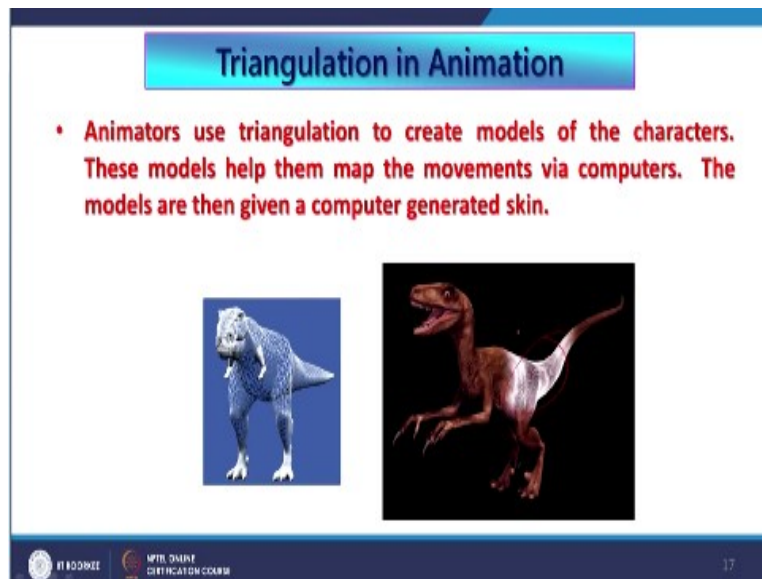 Triangulation in Animation
• Animators use triangulation to create models of the characters.
These models help them map the movements via computers. The
models are then given a computer generated skin.
IIT ROORKEE
NPTEL ONLINE
CERTIFICATION COURSE
17